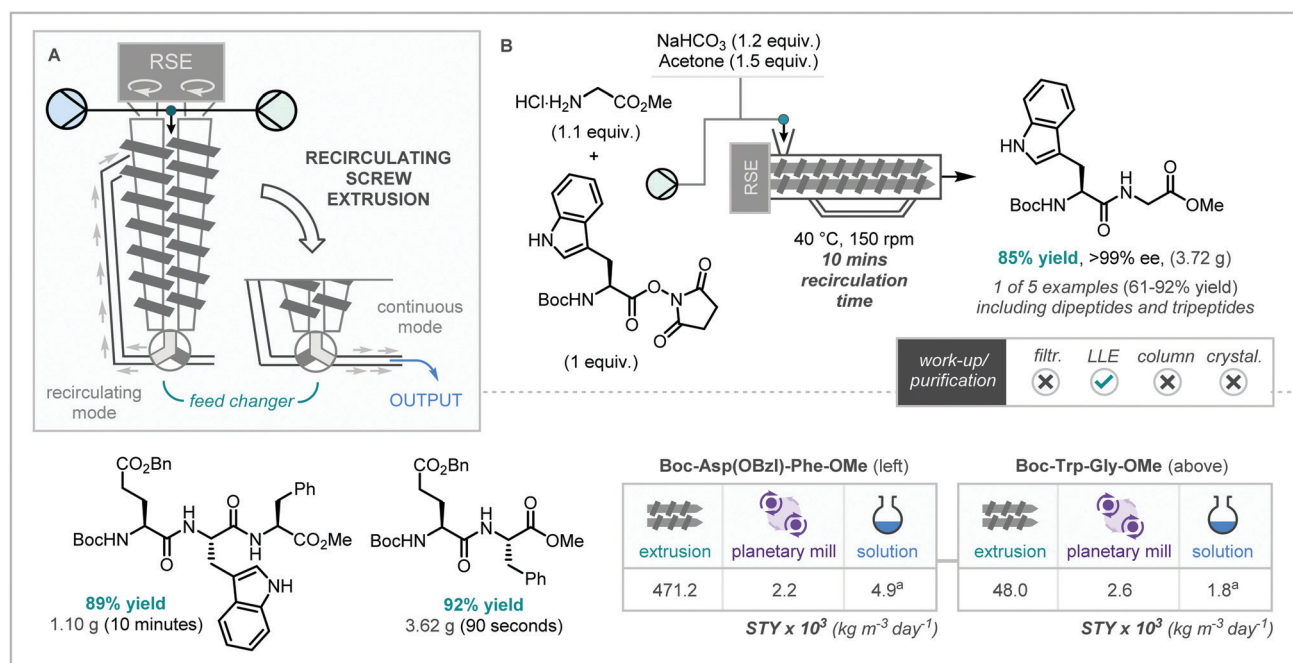 A
RSE
RECIRCULATING
SCREW
EXTRUSION
continuous
mode
recirculating
mode
feed changer
OUTPUT
B
NaHCO3 (1.2 equiv.)
Acetone (1.5 equiv.)
HCl·H2N
CO2Me
(1.1 equiv.)
+
HN
BocHN
O
O
N
O
O
(1 equiv.)
RSE
40 °C, 150 rpm
10 mins
recirculation
time
HN
BocHN
O
H
N
O
OMe
85% yield, >99% ee, (3.72 g)
1 of 5 examples (61-92% yield)
including dipeptides and tripeptides
work-up/
purification
filtr.
LLE
column
crystal.
CO2Bn
BocHN
O
H
N
O
N
H
Ph
CO2Me
NH
89% yield
1.10 g (10 minutes)
CO2Bn
BocHN
O
H
N
O
OMe
Ph
92% yield
3.62 g (90 seconds)
Boc-Asp(OBzl)-Phe-OMe (left)
extrusion planetary mill solution
471.2 2.2 4.9a
STY x 10³ (kg m⁻³ day⁻¹)
Boc-Trp-Gly-OMe (above)
extrusion planetary mill solution
48.0 2.6 1.8a
STY x 10³ (kg m⁻³ day⁻¹)